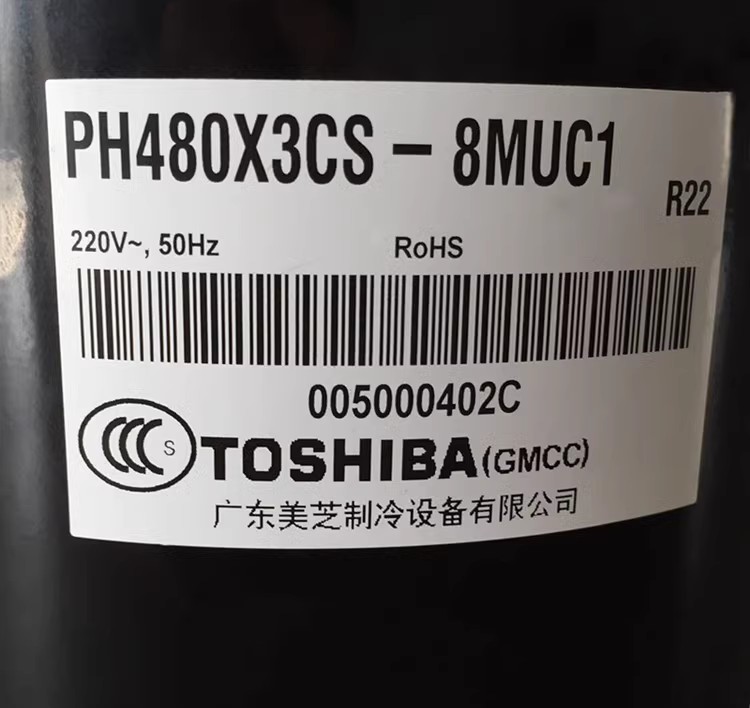 PH480X3CS - 8MUC1
R22
220V~, 50Hz RoHS
005000402C
CCC S TOSHIBA (GMCC)
广东美芝制冷设备有限公司